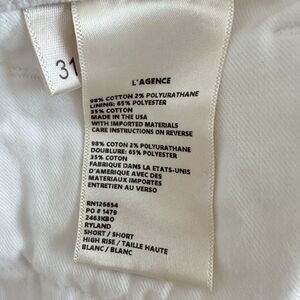 31
L'AGENCE
98% COTTON 2% POLYURATHANE
LINING: 65% POLYESTER
35% COTTON
MADE IN THE USA
WITH IMPORTED MATERIALS
CARE INSTRUCTIONS ON REVERSE
98% COTON 2% POLYURATHANE
DOUBLURE: 65% POLYESTER
35% COTON
FABRIQUE DANS LA ETATS-UNIS
D'AMERIQUE AVEC DES
MATERIAUX IMPORTES
ENTRETIEN AU VERSO
RN126654
PO # 1479
2463KBO
RYLAND
SHORT / SHORT
HIGH RISE / TAILLE HAUTE
BLANC / BLANC